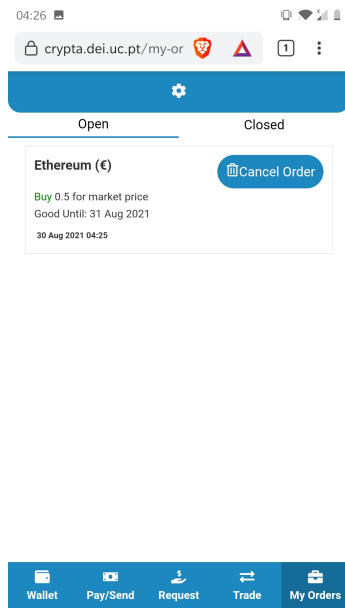 04:26
crypta.dei.uc.pt/my-or
1
Open
Closed
Ethereum (€)
Cancel Order
Buy 0.5 for market price
Good Until: 31 Aug 2021
30 Aug 2021 04:25
Wallet
Pay/Send
Request
Trade
My Orders